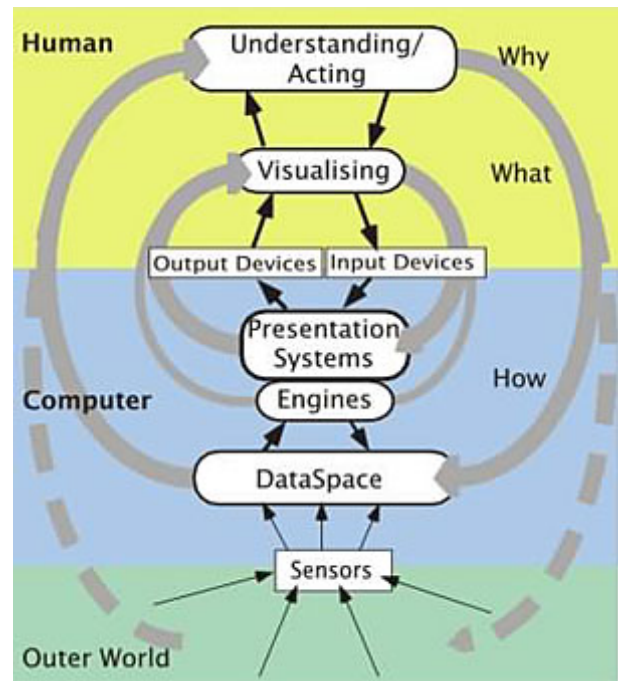 Human
Understanding/
Acting
Why
Visualising
What
Output Devices
Input Devices
Presentation
Systems
How
Engines
Computer
DataSpace
Sensors
Outer World